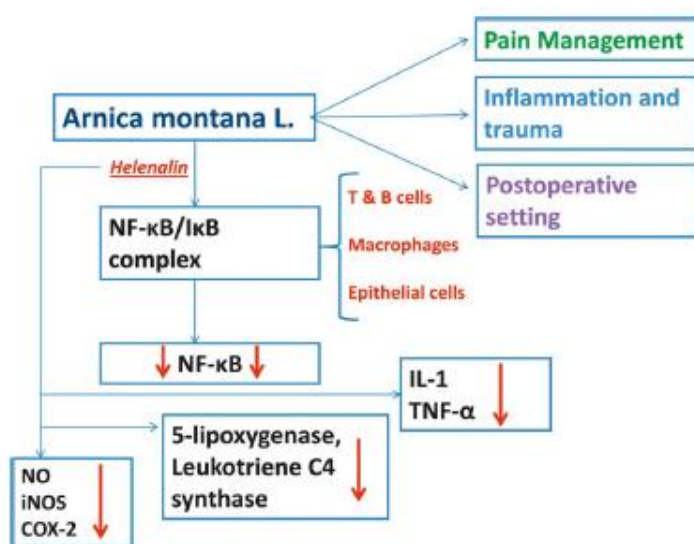 Pain Management
Arnica montana L.
Inflammation and
trauma
Helenalin
Postoperative
setting
T & B cells
NF-κB/IκB
complex
Macrophages
Epithelial cells
NF-κB
IL-1
TNF-α
5-lipoxygenase,
Leukotriene C4
synthase
NO
iNOS
COX-2